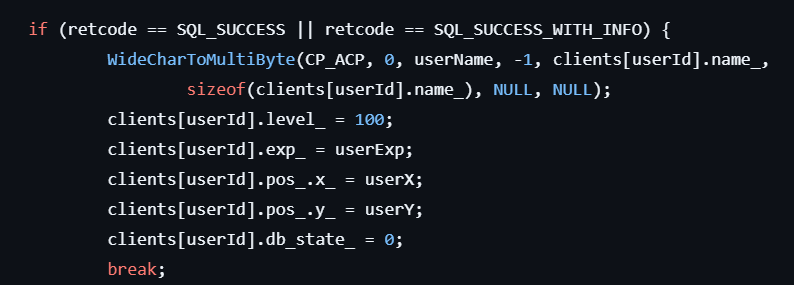 if (retcode == SQL_SUCCESS || retcode == SQL_SUCCESS_WITH_INFO) {
WideCharToMultiByte(CP_ACP, 0, userName, -1, clients[userId].name_,
sizeof(clients[userId].name_), NULL, NULL);
clients[userId].level_ = 100;
clients[userId].exp_ = userExp;
clients[userId].pos_.x_ = userX;
clients[userId].pos_.y_ = userY;
clients[userId].db_state_ = 0;
break;